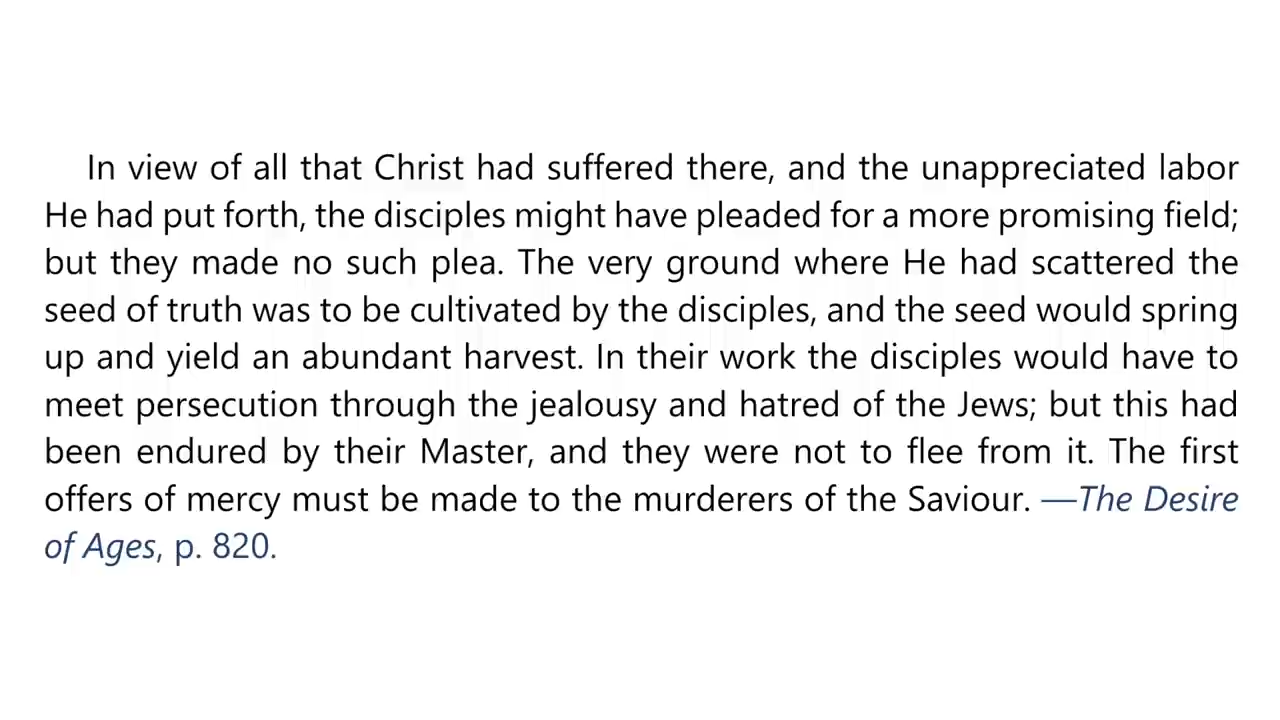 In view of all that Christ had suffered there, and the unappreciated labor
He had put forth, the disciples might have pleaded for a more promising field;
but they made no such plea. The very ground where He had scattered the
seed of truth was to be cultivated by the disciples, and the seed would spring
up and yield an abundant harvest. In their work the disciples would have to
meet persecution through the jealousy and hatred of the Jews; but this had
been endured by their Master, and they were not to flee from it. The first
offers of mercy must be made to the murderers of the Saviour. —The Desire
of Ages, p. 820.